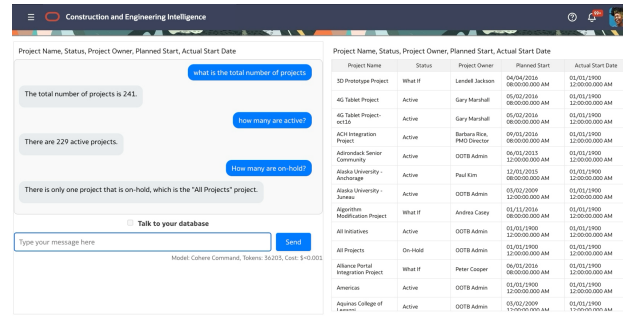 Construction and Engineering Intelligence
99+
Project Name, Status, Project Owner, Planned Start, Actual Start Date
what is the total number of projects
The total number of projects is 241.
how many are active?
There are 229 active projects.
How many are on-hold?
There is only one project that is on-hold, which is the "All Projects" project.
Talk to your database
Type your message here
Send
Model: Cohere Command, Tokens: 36203, Cost: $<0.001
Project Name, Status, Project Owner, Planned Start, Actual Start Date
Project Name Status Project Owner Planned Start Actual Start Date
3D Prototype Project What If Lendell Jackson 04/04/2016 08:00:00.000 AM 01/01/1900 12:00:00.000 AM
4G Tablet Project Active Gary Marshall 05/02/2016 08:00:00.000 AM 01/01/1900 12:00:00.000 AM
4G Tablet Project-oct16 Active Gary Marshall 05/02/2016 08:00:00.000 AM 01/01/1900 12:00:00.000 AM
ACH Integration Project Active Barbara Rice, PMO Director 09/01/2016 08:00:00.000 AM 01/01/1900 12:00:00.000 AM
Adirondack Senior Community Active OOTB Admin 06/01/2013 12:00:00.000 AM 01/01/1900 12:00:00.000 AM
Alaska University - Anchorage Active Paul Kim 12/01/2015 08:00:00.000 AM 01/01/1900 12:00:00.000 AM
Alaska University - Juneau Active OOTB Admin 03/02/2009 12:00:00.000 AM 01/01/1900 12:00:00.000 AM
Algorithm Modification Project What If Andrea Casey 01/11/2016 08:00:00.000 AM 01/01/1900 12:00:00.000 AM
All Initiatives Active OOTB Admin 01/01/1900 12:00:00.000 AM 01/01/1900 12:00:00.000 AM
All Projects On-Hold OOTB Admin 01/01/1900 12:00:00.000 AM 01/01/1900 12:00:00.000 AM
Alliance Portal Integration Project What If Peter Cooper 06/01/2016 08:00:00.000 AM 01/01/1900 12:00:00.000 AM
Americas Active OOTB Admin 01/01/1900 12:00:00.000 AM 01/01/1900 12:00:00.000 AM
Aquinas College of Active OOTB Admin 03/02/2009 12:00:00.000 AM 01/01/1900 12:00:00.000 AM